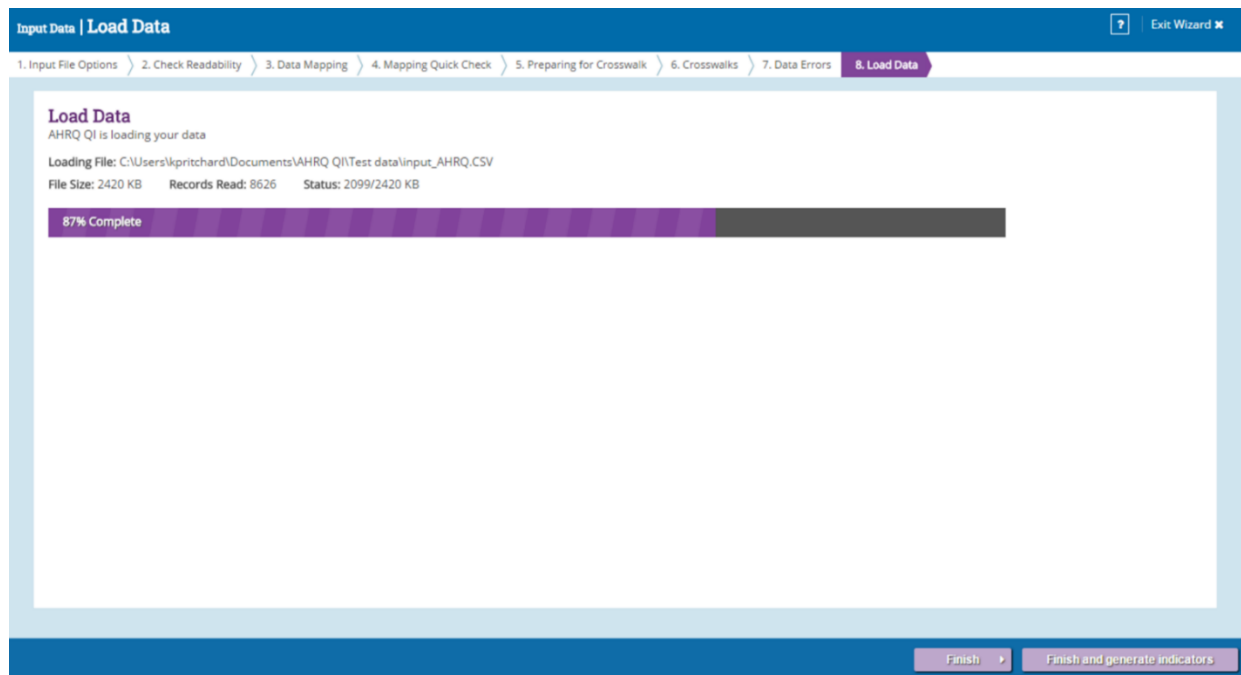 Input Data | Load Data
? Exit Wizard ×
1. Input File Options 2. Check Readability 3. Data Mapping 4. Mapping Quick Check 5. Preparing for Crosswalk 6. Crosswalks 7. Data Errors 8. Load Data
Load Data
AHRQ QI is loading your data
Loading File: C:\Users\kpritchard\Documents\AHRQ QI\Test data\input_AHRQ.CSV
File Size: 2420 KB Records Read: 8626 Status: 2099/2420 KB
87% Complete
Finish Finish and generate indicators